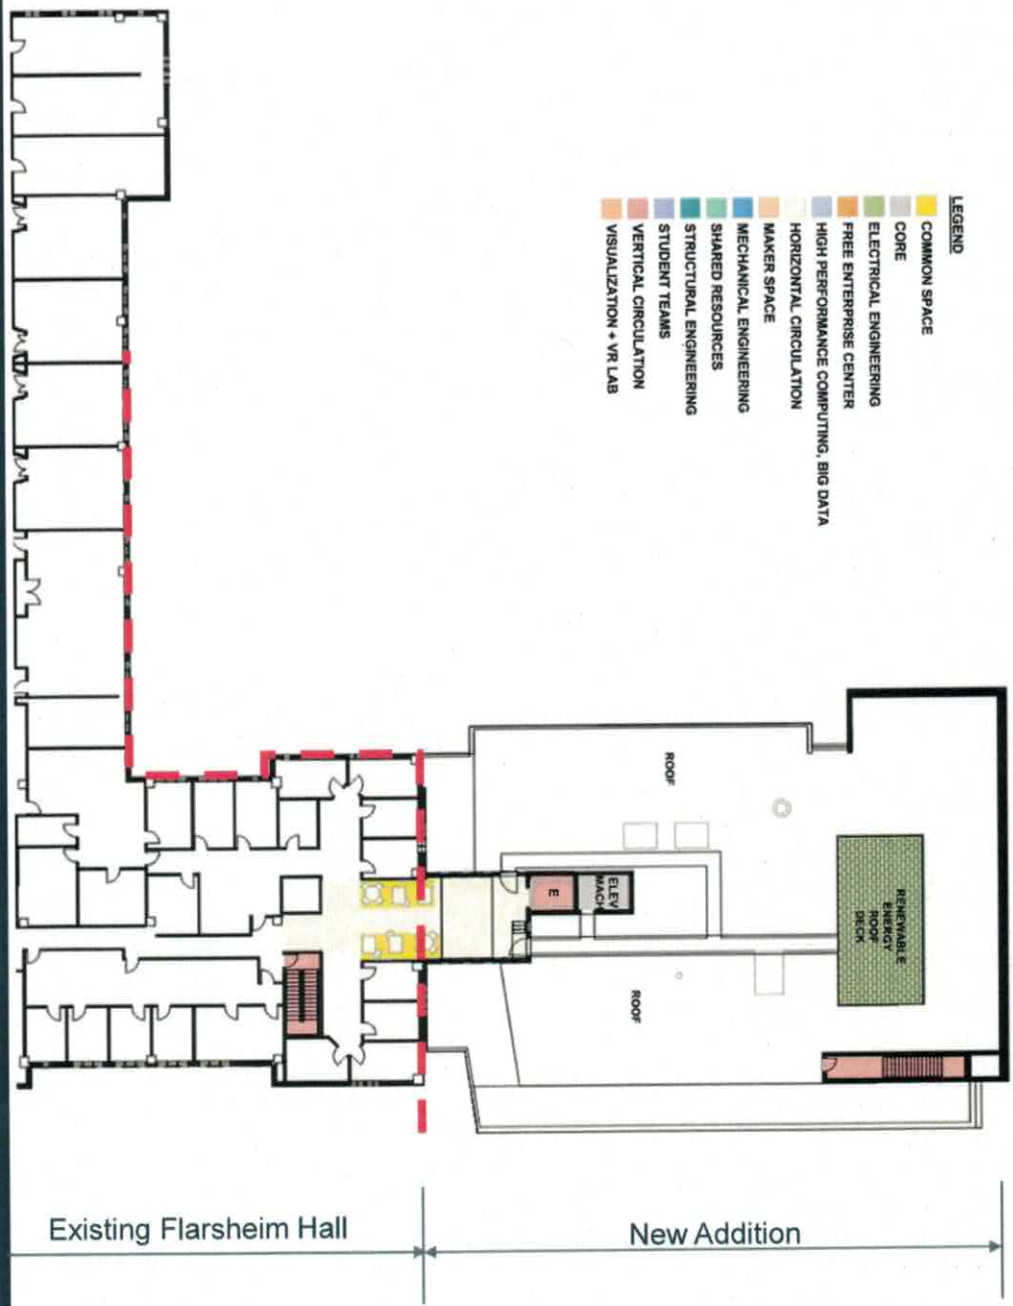 LEGEND
COMMON SPACE
CORE
ELECTRICAL ENGINEERING
FREE ENTERPRISE CENTER
HIGH PERFORMANCE COMPUTING, BIG DATA
HORIZONTAL CIRCULATION
MAKER SPACE
MECHANICAL ENGINEERING
SHARED RESOURCES
STRUCTURAL ENGINEERING
STUDENT TEAMS
VERTICAL CIRCULATION
VISUALIZATION + VR LAB
ROOF
RENEWABLE
ENERGY
ROOF
DECK
ELEV
MACH
E
ROOF
Existing Flarsheim Hall
New Addition